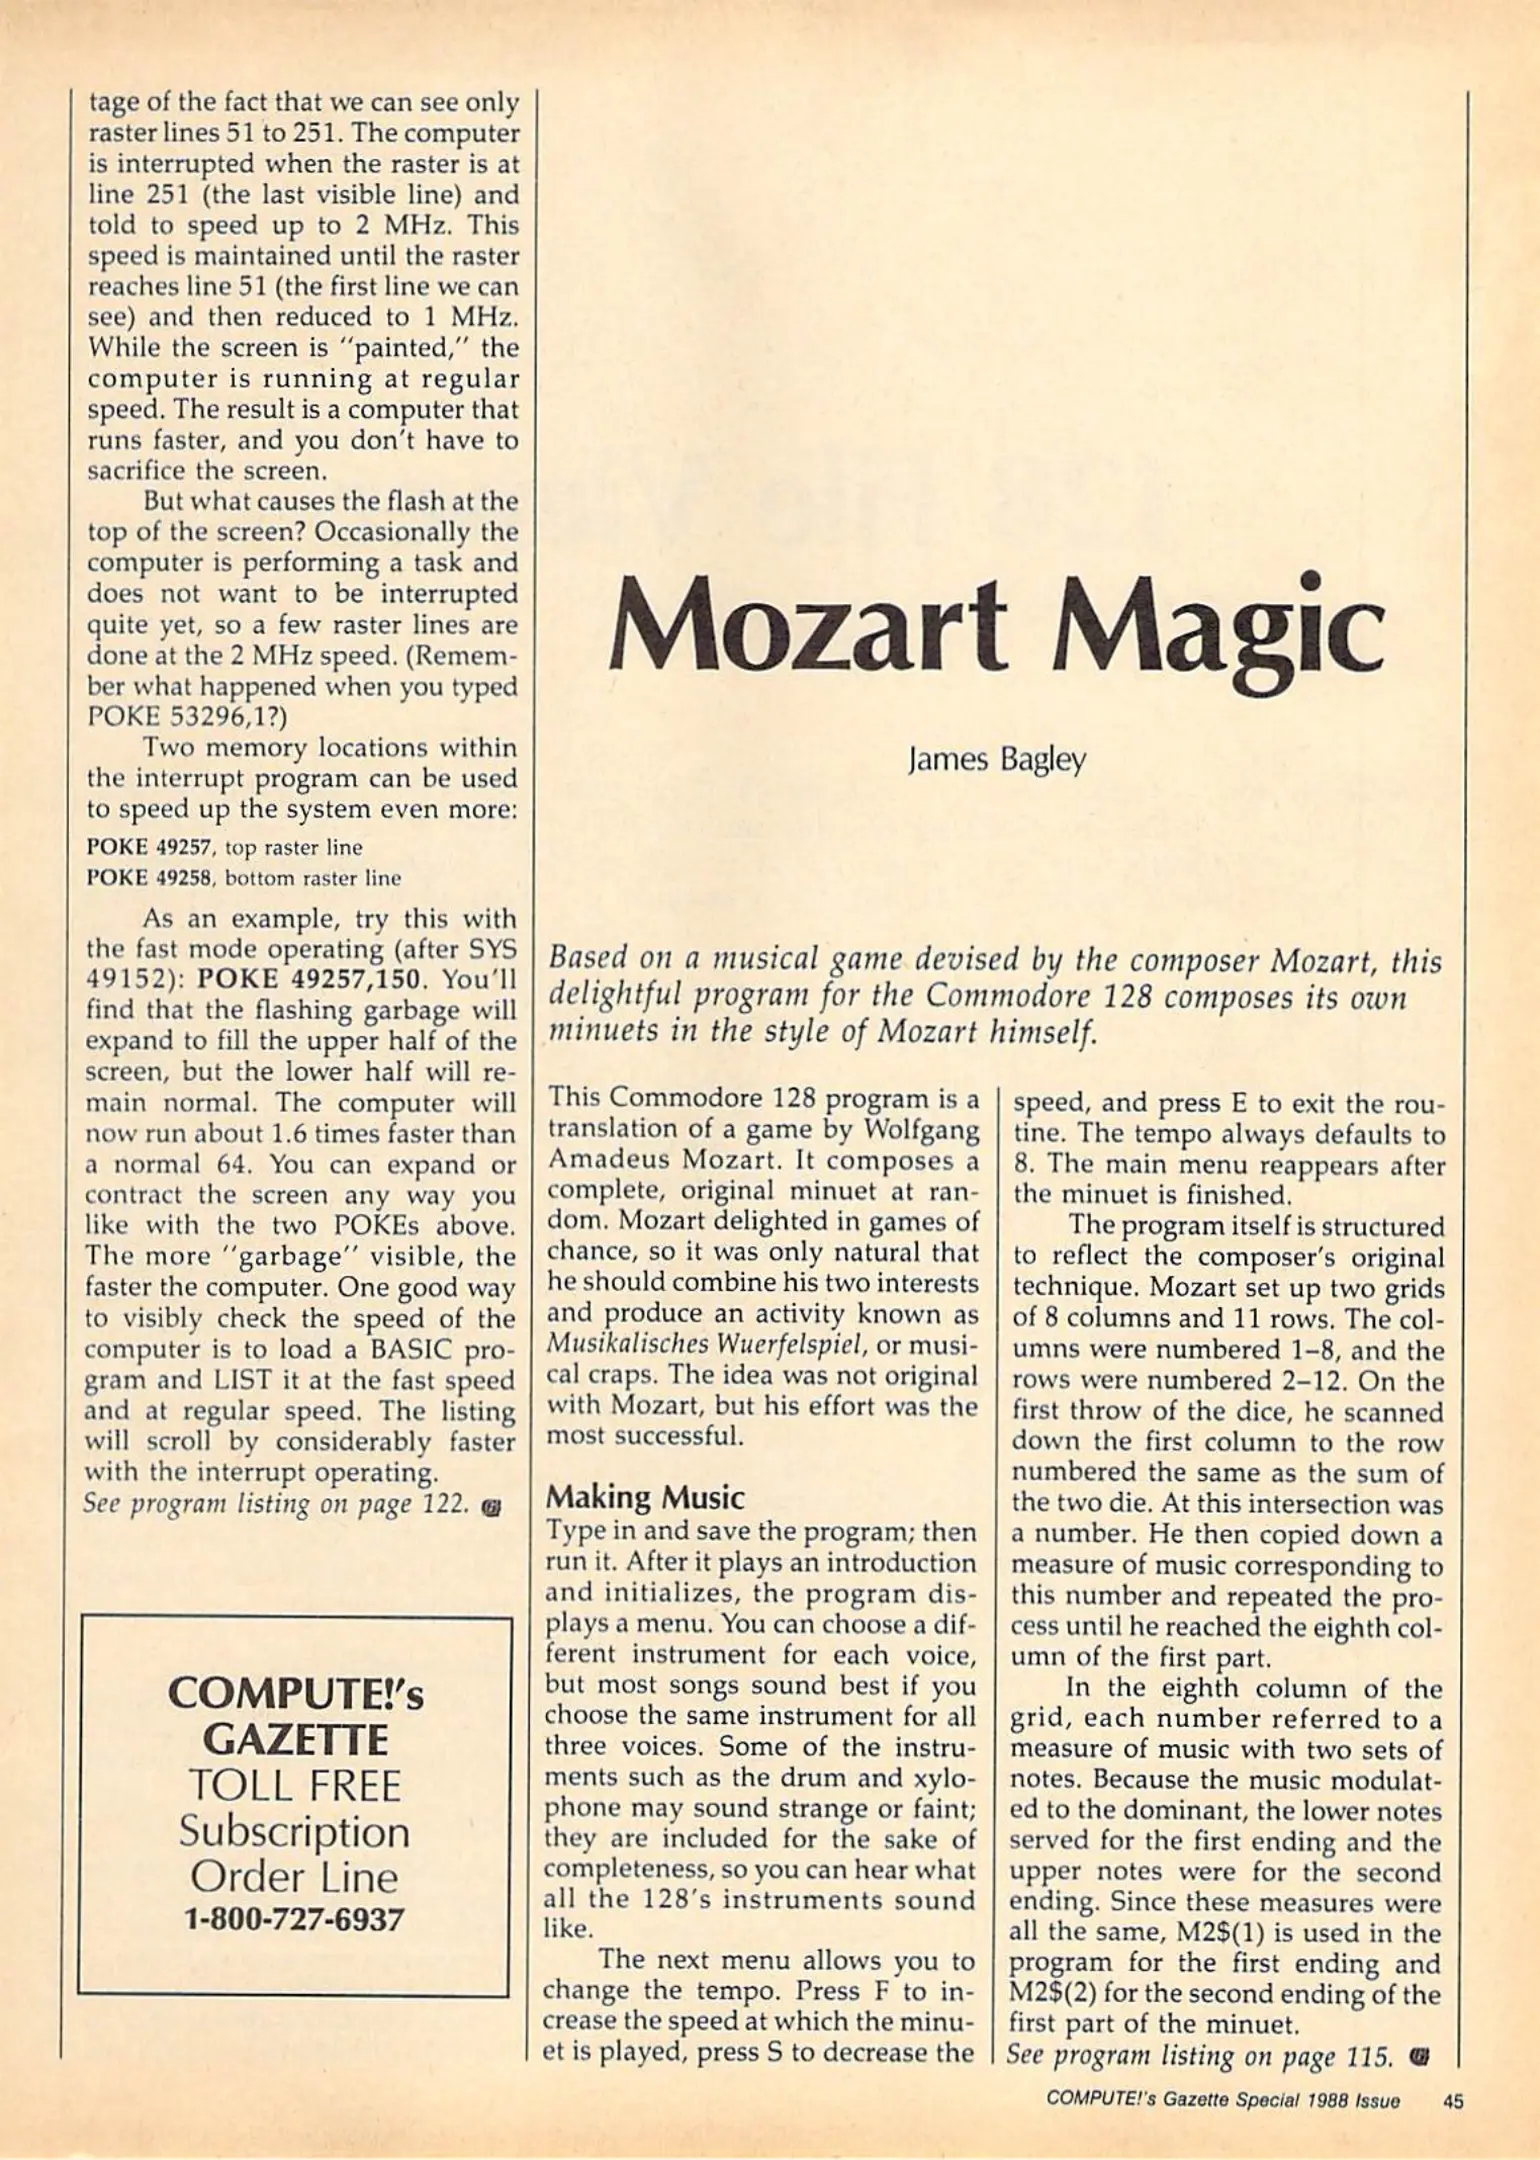 tage of the fact that we can see only
raster lines 51 to 251. The computer
is interrupted when the raster is at
line 251 (the last visible line) and
told to speed up to 2 MHz. This
speed is maintained until the raster
reaches line 51 (the first line we can
see) and then reduced to 1 MHz.
While the screen is "painted," the
computer is running at regular
speed. The result is a computer that
runs faster, and you don't have to
sacrifice the screen.
But what causes the flash at the
top of the screen? Occasionally the
computer is performing a task and
does not want to be interrupted
quite yet, so a few raster lines are
done at the 2 MHz speed. (Remem-
ber what happened when you typed
POKE 53296,1?)
Two memory locations within
the interrupt program can be used
to speed up the system even more:
POKE 49257, top raster line
POKE 49258, bottom raster line
As an example, try this with
the fast mode operating (after SYS
49152): POKE 49257,150. You'll
find that the flashing garbage will
expand to fill the upper half of the
screen, but the lower half will re-
main normal. The computer will
now run about 1.6 times faster than
a normal 64. You can expand or
contract the screen any way you
like with the two POKEs above.
The more "garbage" visible, the
faster the computer. One good way
to visibly check the speed of the
computer is to load a BASIC pro-
gram and LIST it at the fast speed
and at regular speed. The listing
will scroll by considerably faster
with the interrupt operating.
See program listing on page 122.
COMPUTE!'s
GAZETTE
TOLL FREE
Subscription
Order Line
1-800-727-6937
Mozart Magic
James Bagley
Based on a musical game devised by the composer Mozart, this
delightful program for the Commodore 128 composes its own
minuets in the style of Mozart himself.
This Commodore 128 program is a
translation of a game by Wolfgang
Amadeus Mozart. It composes a
complete, original minuet at ran-
dom. Mozart delighted in games of
chance, so it was only natural that
he should combine his two interests
and produce an activity known as
Musikalisches Wuerfelspiel, or musi-
cal craps. The idea was not original
with Mozart, but his effort was the
most successful.
Making Music
Type in and save the program; then
run it. After it plays an introduction
and initializes, the program dis-
plays a menu. You can choose a dif-
ferent instrument for each voice,
but most songs sound best if you
choose the same instrument for all
three voices. Some of the instru-
ments such as the drum and xylo-
phone may sound strange or faint;
they are included for the sake of
completeness, so you can hear what
all the 128's instruments sound
like.
The next menu allows you to
change the tempo. Press F to in-
crease the speed at which the minu-
et is played, press S to decrease the
speed, and press E to exit the rou-
tine. The tempo always defaults to
8. The main menu reappears after
the minuet is finished.
The program itself is structured
to reflect the composer's original
technique. Mozart set up two grids
of 8 columns and 11 rows. The col-
umns were numbered 1–8, and the
rows were numbered 2–12. On the
first throw of the dice, he scanned
down the first column to the row
numbered the same as the sum of
the two die. At this intersection was
a number. He then copied down a
measure of music corresponding to
this number and repeated the pro-
cess until he reached the eighth col-
umn of the first part.
In the eighth column of the
grid, each number referred to a
measure of music with two sets of
notes. Because the music modulat-
ed to the dominant, the lower notes
served for the first ending and the
upper notes were for the second
ending. Since these measures were
all the same, M2$(1) is used in the
program for the first ending and
M2$(2) for the second ending of the
first part of the minuet.
See program listing on page 115.
COMPUTE!'s Gazette Special 1988 Issue 45